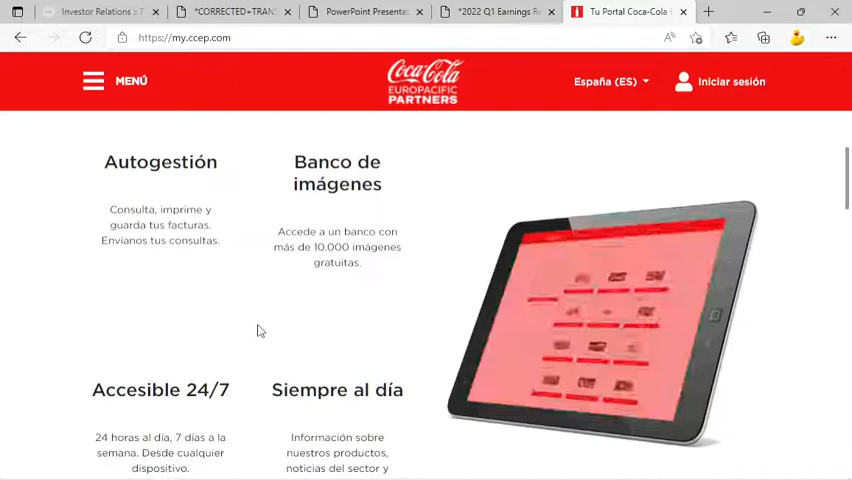 Investor Relations :: 
*CORRECTED+TRAN
PowerPoint Presentat
*2022 Q1 Earnings R
Tu Portal Coca-Cola
https://my.ccep.com
MENÚ
Coca-Cola
EUROPACIFIC
PARTNERS
España (ES)
Iniciar sesión
Autogestión
Consulta, imprime y
guarda tus facturas.
Envíanos tus consultas.
Banco de
imágenes
Accede a un banco con
más de 10.000 imágenes
gratuitas.
Accesible 24/7
24 horas al día, 7 días a la
semana. Desde cualquier
dispositivo.
Siempre al día
Información sobre
nuestros productos,
noticias del sector y